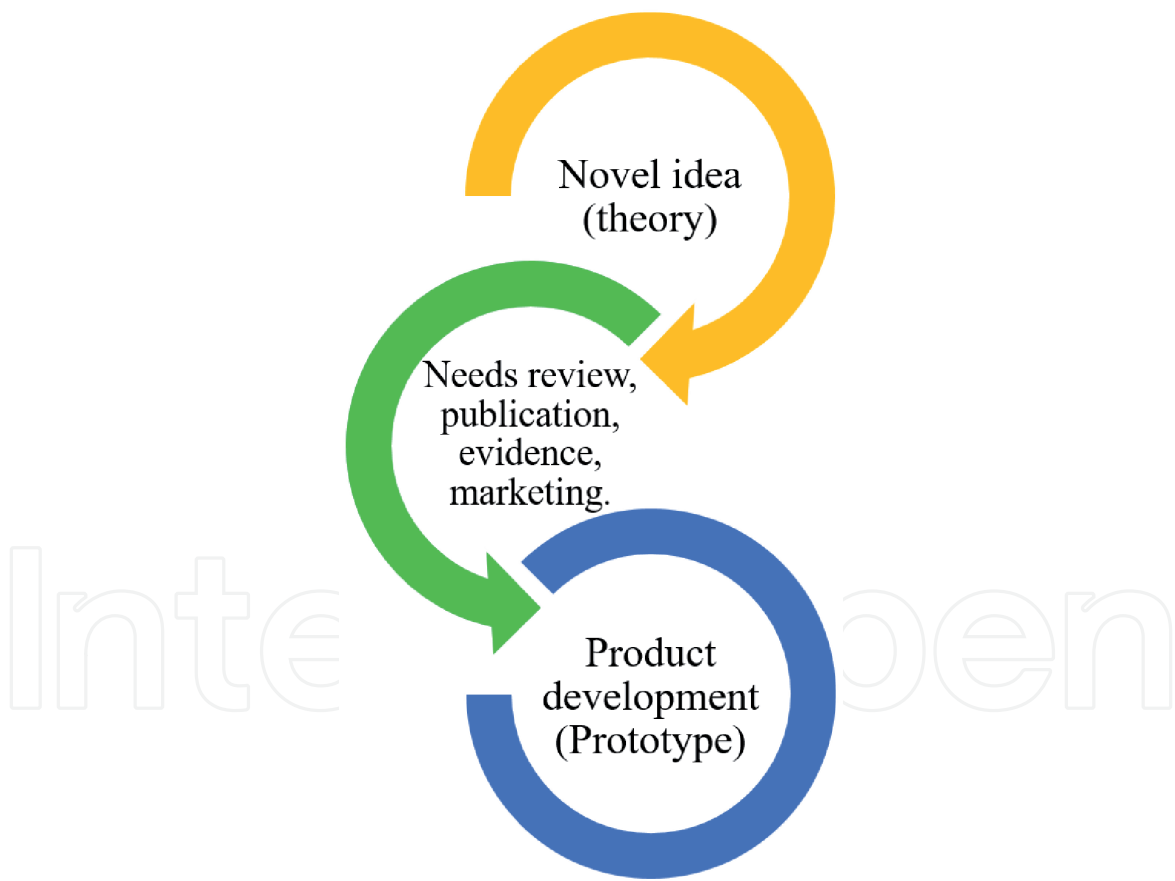 Novel idea
(theory)
Needs review,
publication,
evidence,
marketing.
Product
development
(Prototype)